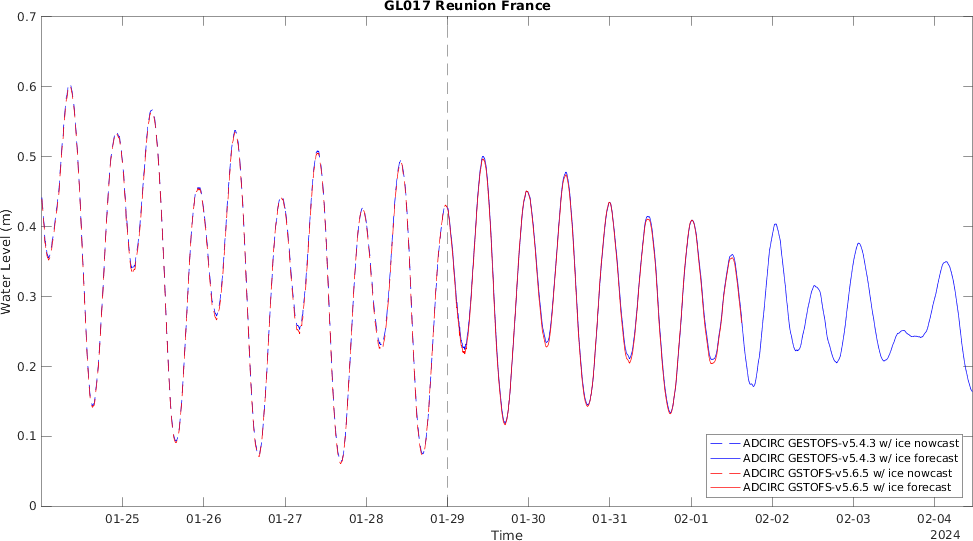 GL017 Reunion France
0.7
0.6
0.5
0.4
0.3
0.2
0.1
0
Water Level (m)
ADCIRC GESTOFS-v5.4.3 w/ ice nowcast
ADCIRC GESTOFS-v5.4.3 w/ ice forecast
ADCIRC GSTOFS-v5.6.5 w/ ice nowcast
ADCIRC GSTOFS-v5.6.5 w/ ice forecast
01-25 01-26 01-27 01-28 01-29 01-30 01-31 02-01 02-02 02-03 02-04
Time
2024